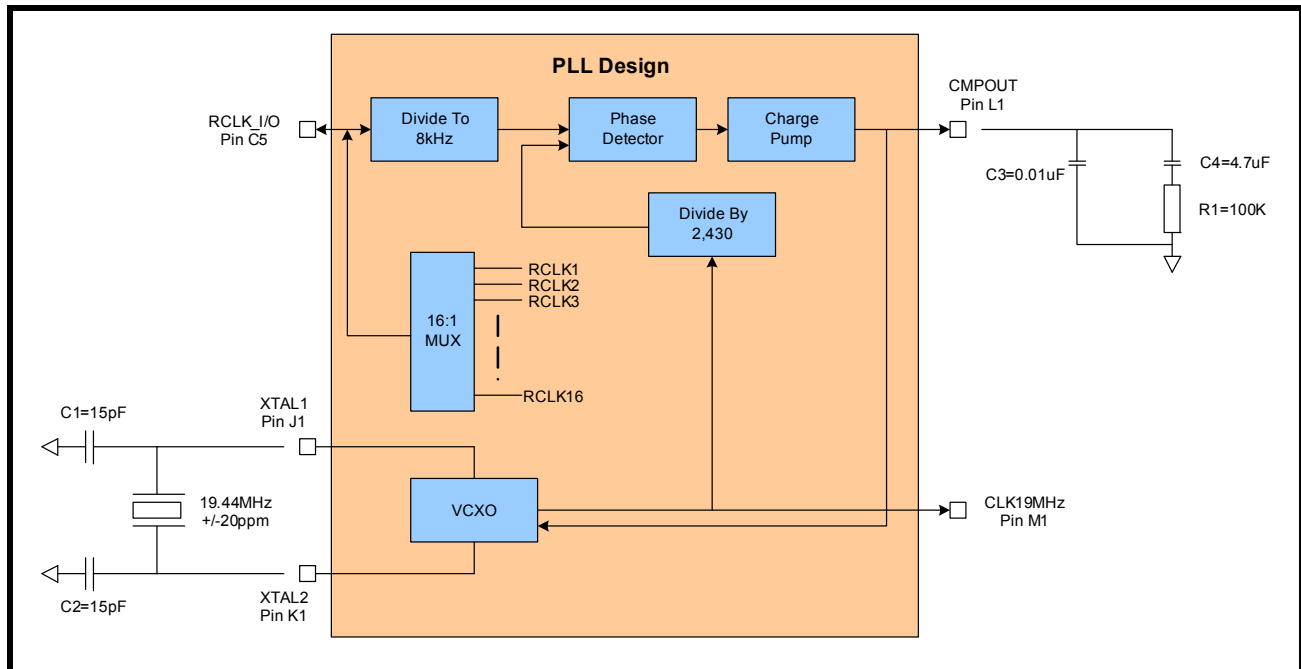 PLL Design
RCLK_I/O
Pin C5
Divide To
8kHz
Phase
Detector
Charge
Pump
CMPOUT
Pin L1
C3=0.01uF
C4=4.7uF
R1=100K
Divide By
2,430
16:1
MUX
RCLK1
RCLK2
RCLK3
RCLK16
C1=15pF
XTAL1
Pin J1
19.44MHz
+/-20ppm
VCXO
CLK19MHz
Pin M1
C2=15pF
XTAL2
Pin K1